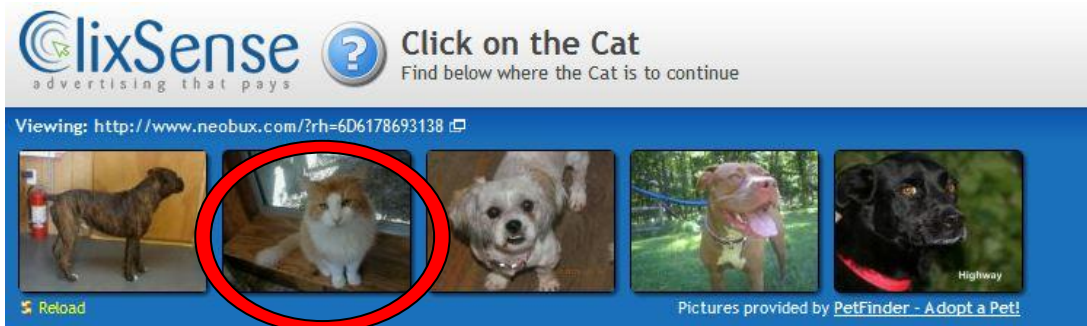 ClixSense
advertising that pays
?
Click on the Cat
Find below where the Cat is to continue
Viewing: http://www.neobux.com/?rh=6D6178693138
Highway
Reload
Pictures provided by PetFinder - Adopt a Pet!